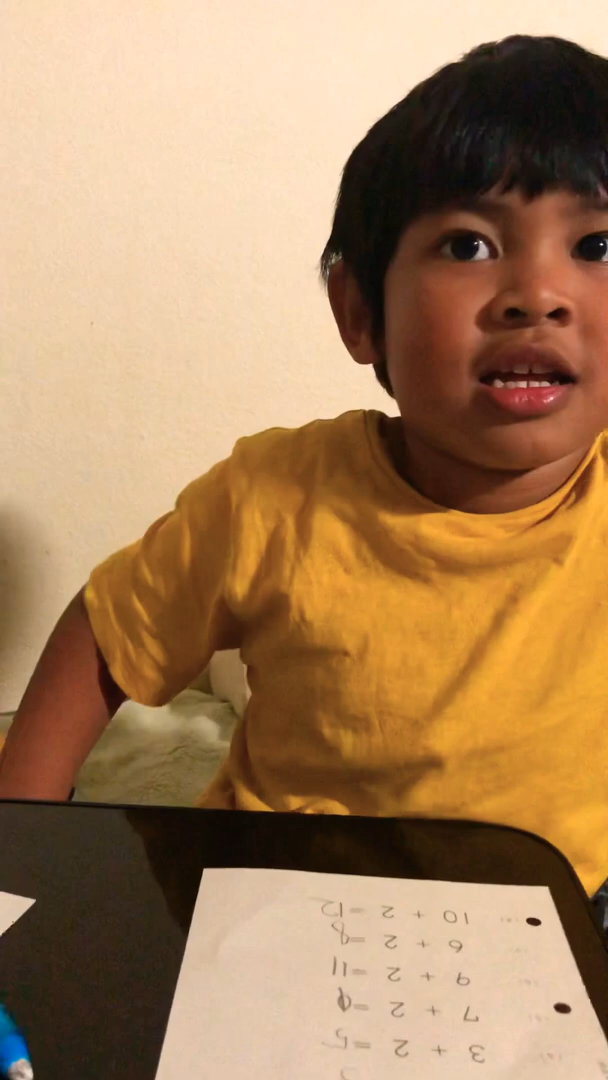 3 + 2 = 5
7 + 2 = 9
9 + 2 = 11
6 + 2 = 8
10 + 2 = 12